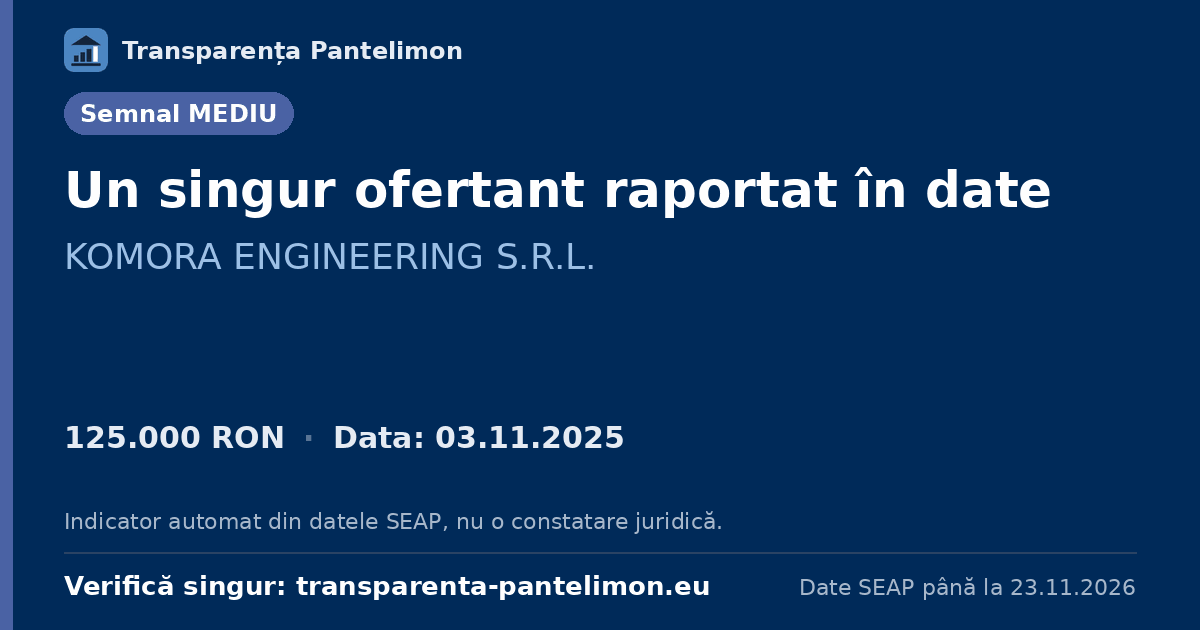 Transparența Pantelimon
Semnal MEDIU
Un singur ofertant raportat în date
KOMORA ENGINEERING S.R.L.
125.000 RON · Data: 03.11.2025
Indicator automat din datele SEAP, nu o constatare juridică.
Verifică singur: transparenta-pantelimon.eu
Date SEAP până la 23.11.2026